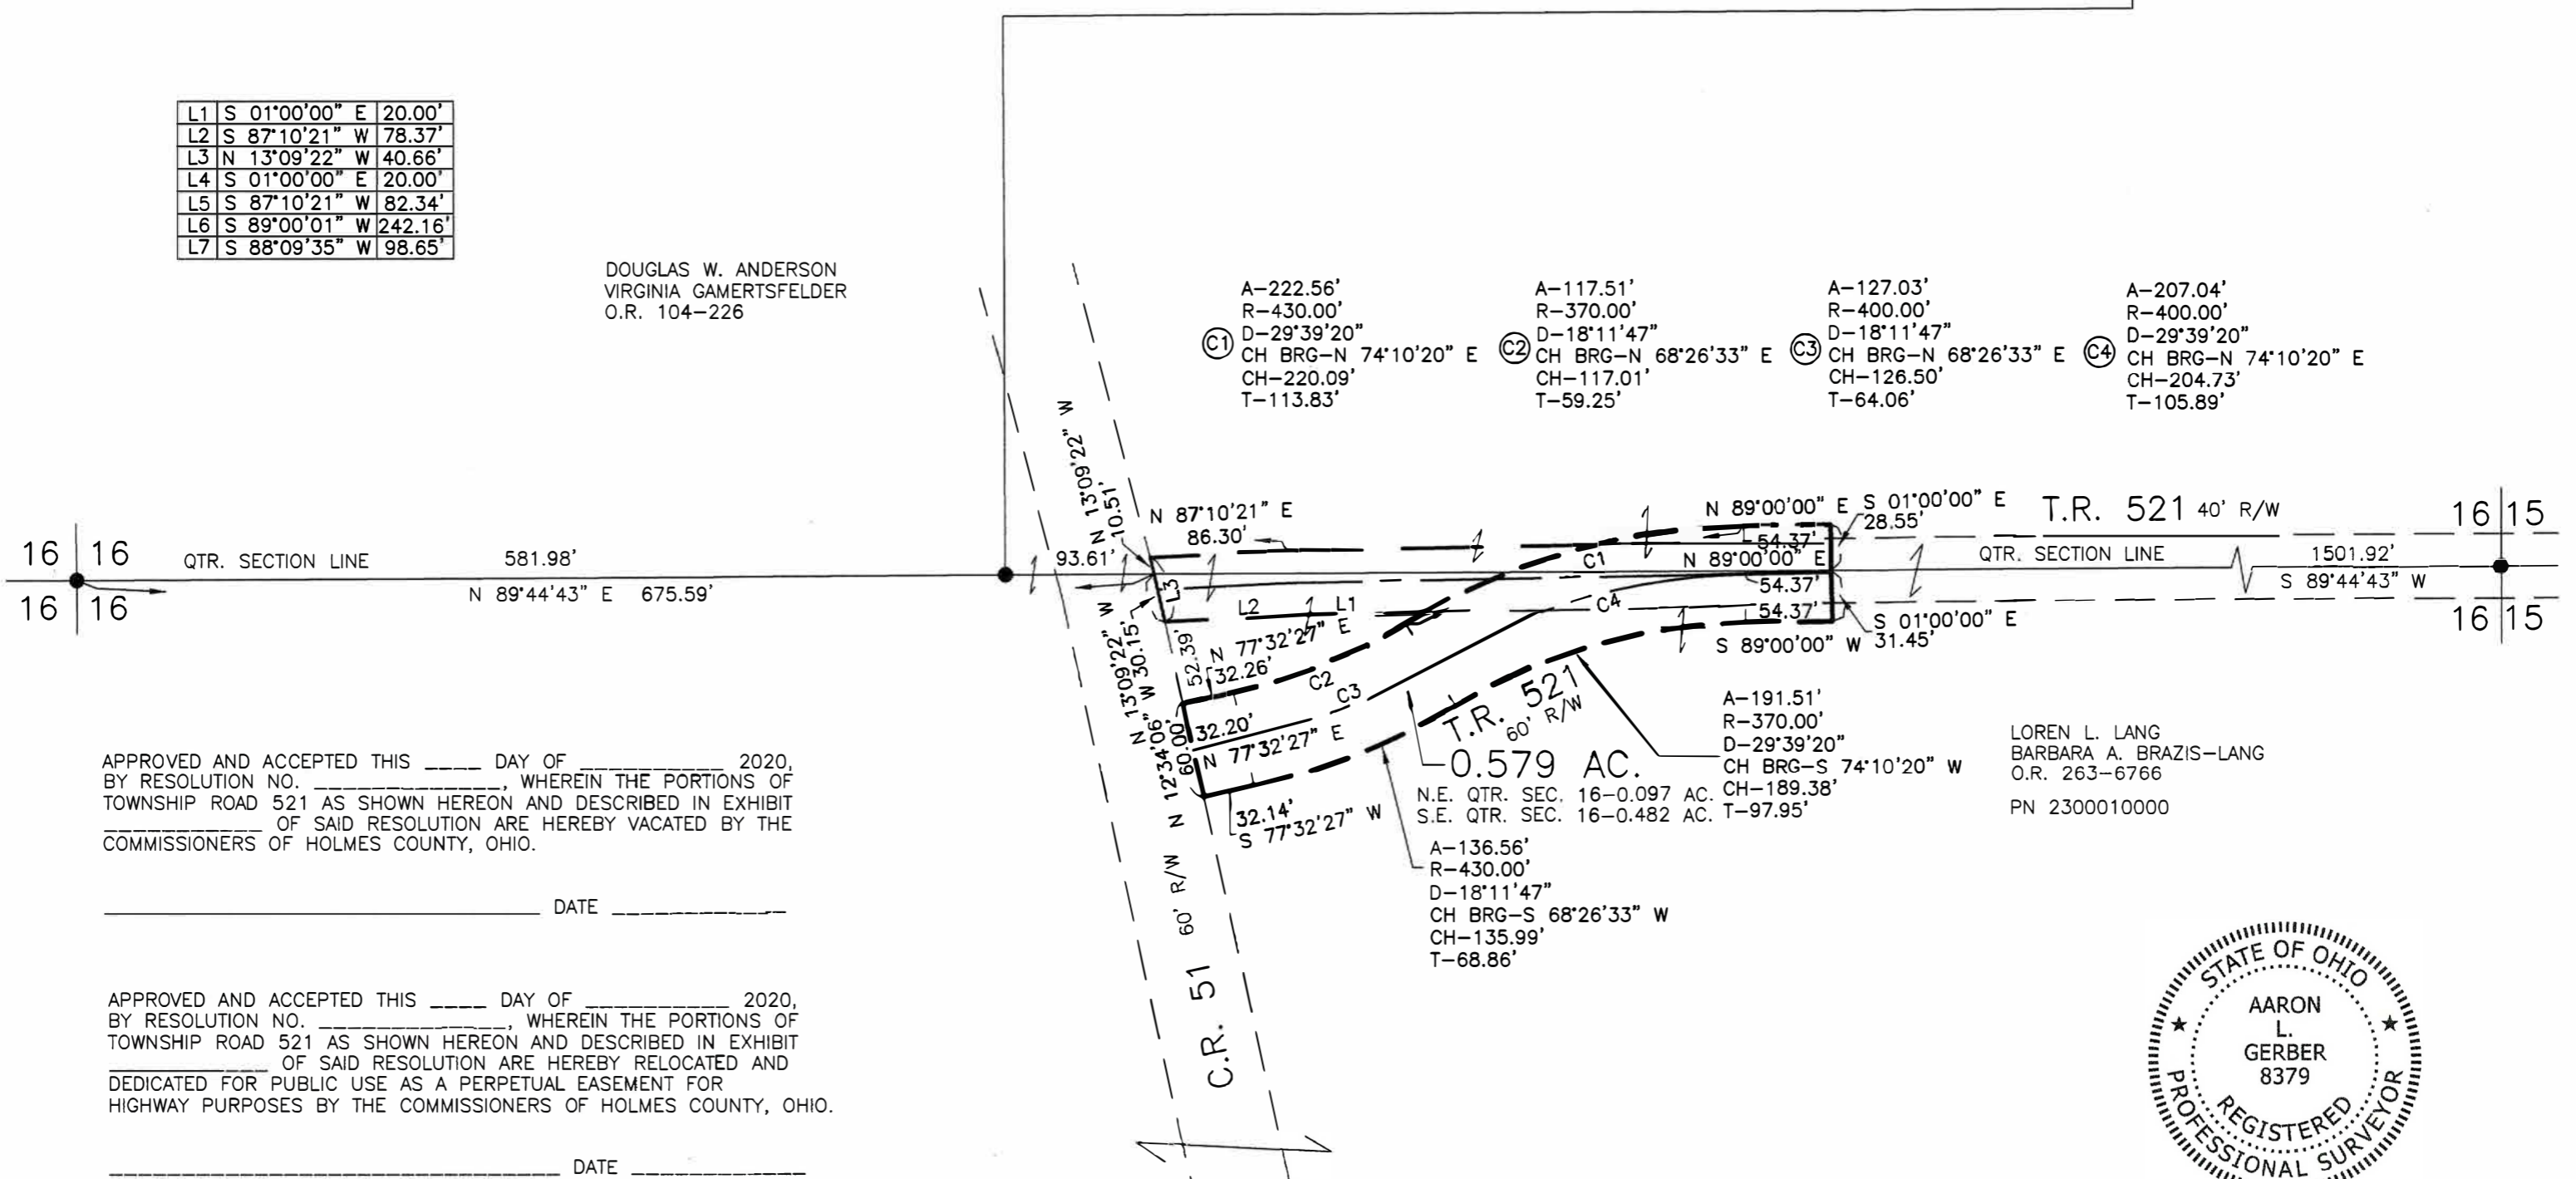 L1 S 01°00'00" E 20.00'
L2 S 87°10'21" W 78.37'
L3 N 13°09'22" W 40.66'
L4 S 01°00'00" E 20.00'
L5 S 87°10'21" W 82.34'
L6 S 89°00'01" W 242.16'
L7 S 88°09'35" W 98.65'
DOUGLAS W. ANDERSON
VIRGINIA GAMERTSFELDER
O.R. 104-226
C1
A-222.56'
R-430.00'
D-29°39'20"
CH BRG-N 74°10'20" E
CH-220.09'
T-113.83'
C2
A-117.51'
R-370.00'
D-18°11'47"
CH BRG-N 68°26'33" E
CH-117.01'
T-59.25'
C3
A-127.03'
R-400.00'
D-18°11'47"
CH BRG-N 68°26'33" E
CH-126.50'
T-64.06'
C4
A-207.04'
R-400.00'
D-29°39'20"
CH BRG-N 74°10'20" E
CH-204.73'
T-105.89'
16 16
16 16
QTR. SECTION LINE
581.98'
N 89°44'43" E 675.59'
93.61'
N 13°09'22" W
10.51'
N 87°10'21" E
86.30'
L3
L2
L1
N 13°09'22" W 30.15'
52.39'
N 77°32'27" E
32.26'
C1
C4
C2
C3
N 89°00'00" E
54.37'
N 89°00'00" E
54.37'
54.37'
S 89°00'00" W
S 01°00'00" E
28.55'
S 01°00'00" E
31.45'
T.R. 521 40' R/W
QTR. SECTION LINE
1501.92'
S 89°44'43" W
16 15
16 15
N 12°34'06" W
60.00'
32.20'
N 77°32'27" E
32.14'
S 77°32'27" W
T.R. 521
60' R/W
0.579 AC.
N.E. QTR. SEC. 16-0.097 AC.
S.E. QTR. SEC. 16-0.482 AC.
A-191.51'
R-370.00'
D-29°39'20"
CH BRG-S 74°10'20" W
CH-189.38'
T-97.95'
A-136.56'
R-430.00'
D-18°11'47"
CH BRG-S 68°26'33" W
CH-135.99'
T-68.86'
LOREN L. LANG
BARBARA A. BRAZIS-LANG
O.R. 263-6766
PN 2300010000
C.R. 51 60' R/W
APPROVED AND ACCEPTED THIS ____ DAY OF __________ 2020,
BY RESOLUTION NO. _____________, WHEREIN THE PORTIONS OF
TOWNSHIP ROAD 521 AS SHOWN HEREON AND DESCRIBED IN EXHIBIT
___________ OF SAID RESOLUTION ARE HEREBY VACATED BY THE
COMMISSIONERS OF HOLMES COUNTY, OHIO.
______________________________ DATE ____________
APPROVED AND ACCEPTED THIS ____ DAY OF __________ 2020,
BY RESOLUTION NO. _____________, WHEREIN THE PORTIONS OF
TOWNSHIP ROAD 521 AS SHOWN HEREON AND DESCRIBED IN EXHIBIT
___________ OF SAID RESOLUTION ARE HEREBY RELOCATED AND
DEDICATED FOR PUBLIC USE AS A PERPETUAL EASEMENT FOR
HIGHWAY PURPOSES BY THE COMMISSIONERS OF HOLMES COUNTY, OHIO.
______________________________ DATE ____________
STATE OF OHIO
AARON
L.
GERBER
8379
REGISTERED
PROFESSIONAL SURVEYOR